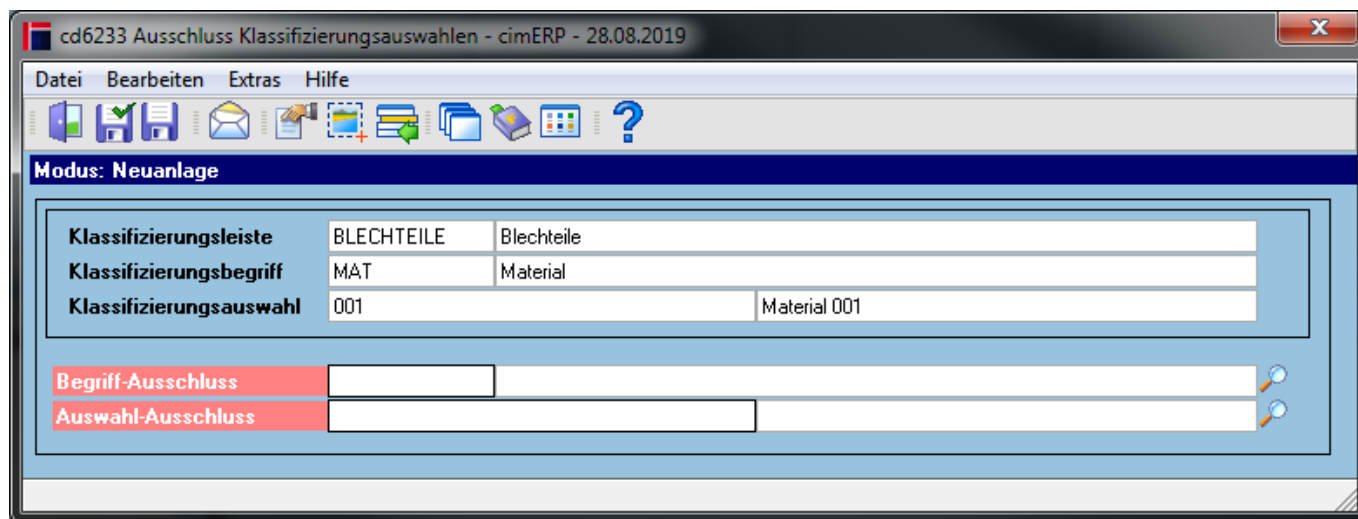 cd6233 Ausschluss Klassifizierungsauswahlen - cimERP - 28.08.2019
Datei Bearbeiten Extras Hilfe
Modus: Neuanlage
Klassifizierungsleiste BLECHTEILE Blechteile
Klassifizierungsbegriff MAT Material
Klassifizierungsauswahl 001 Material 001
Begriff-Ausschluss
Auswahl-Ausschluss